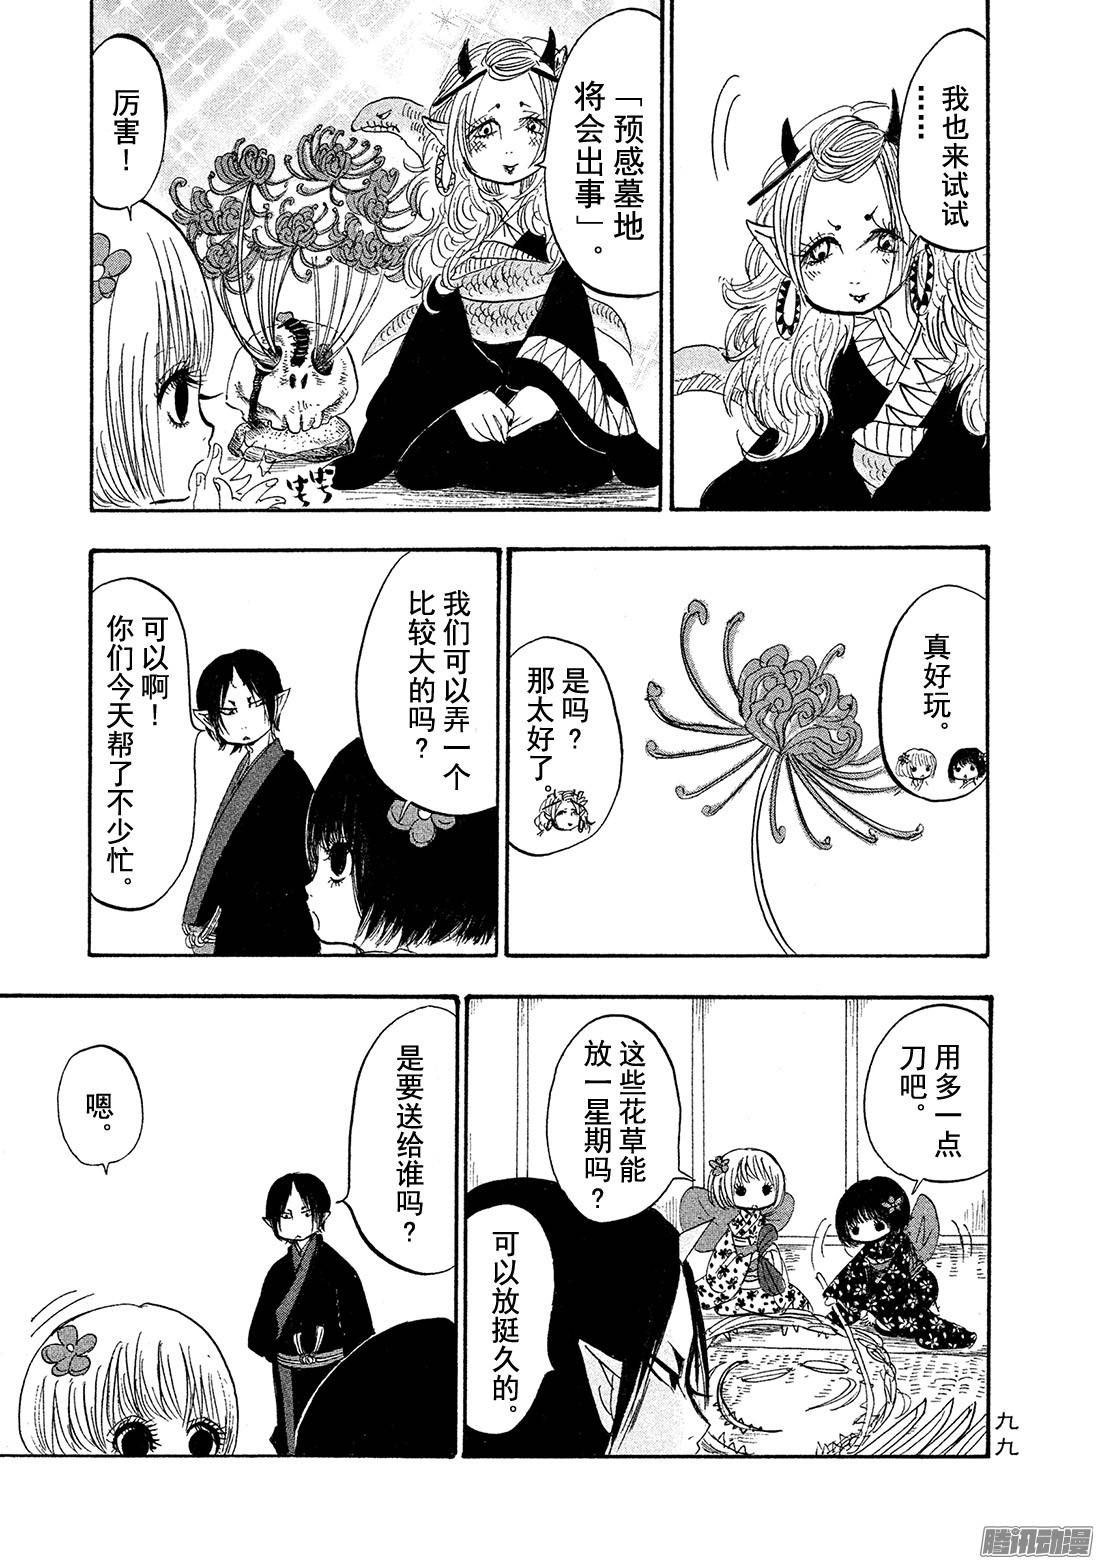 我也来试试
……
「预感墓地
将会出事」。
厉害！
ぱちぱち
真好玩。
是吗？
那太好了。
我们可以弄一个
比较大的吗？
可以啊！
你们今天帮了不少忙。
用多一点
刀吧。
这些花草能
放一星期吗？
可以放挺久的。
是要送给谁吗？
嗯。
九九
腾讯动漫